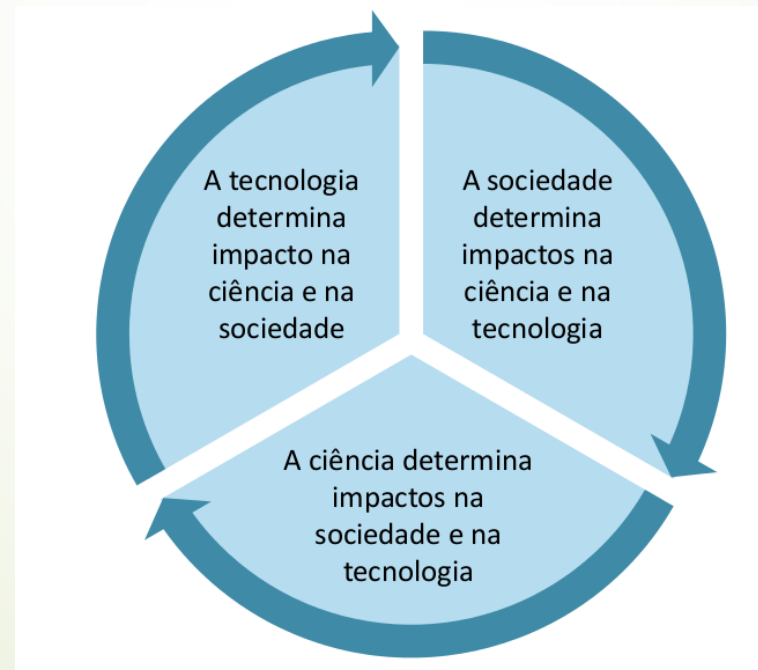 A tecnologia
determina
impacto na
ciência e na
sociedade
A sociedade
determina
impactos na
ciência e na
tecnologia
A ciência determina
impactos na
sociedade e na
tecnologia